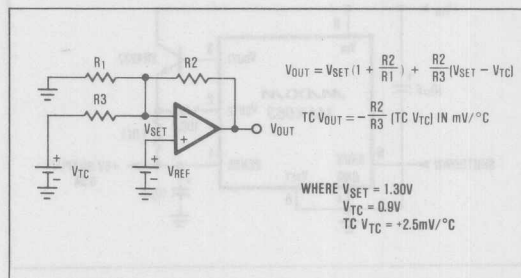 R1
R2
R3
VSET
VOUT
VTC
VREF
VOUT = VSET (1 + R2/R1) + R2/R3 (VSET – VTC)
TC VOUT = – R2/R3 (TC VTC) IN mV/°C
WHERE VSET = 1.30V
VTC = 0.9V
TC VTC = +2.5mV/°C